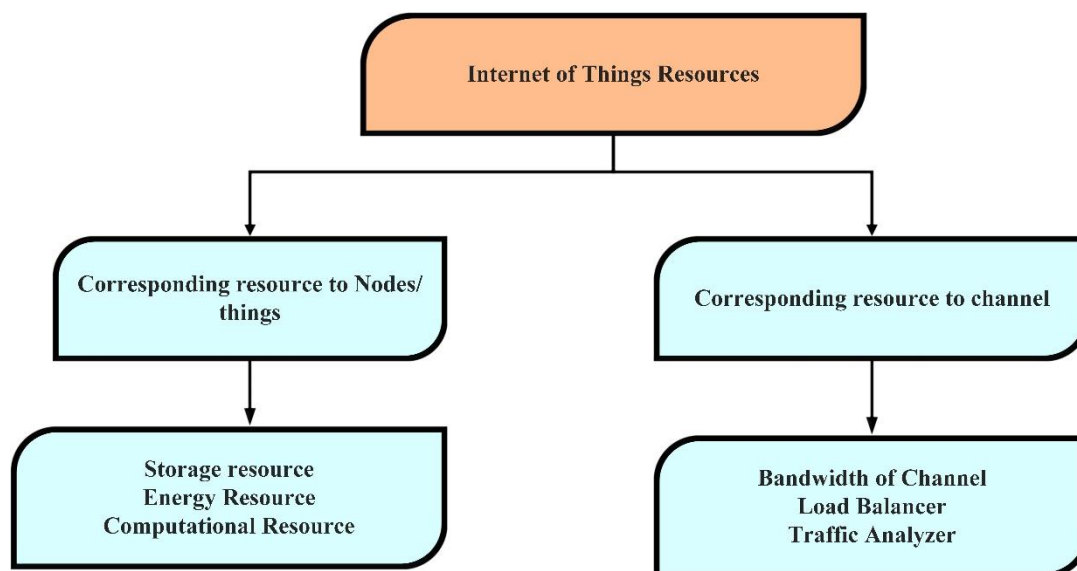 Internet of Things Resources
Corresponding resource to Nodes/
things
Corresponding resource to channel
Storage resource
Energy Resource
Computational Resource
Bandwidth of Channel
Load Balancer
Traffic Analyzer